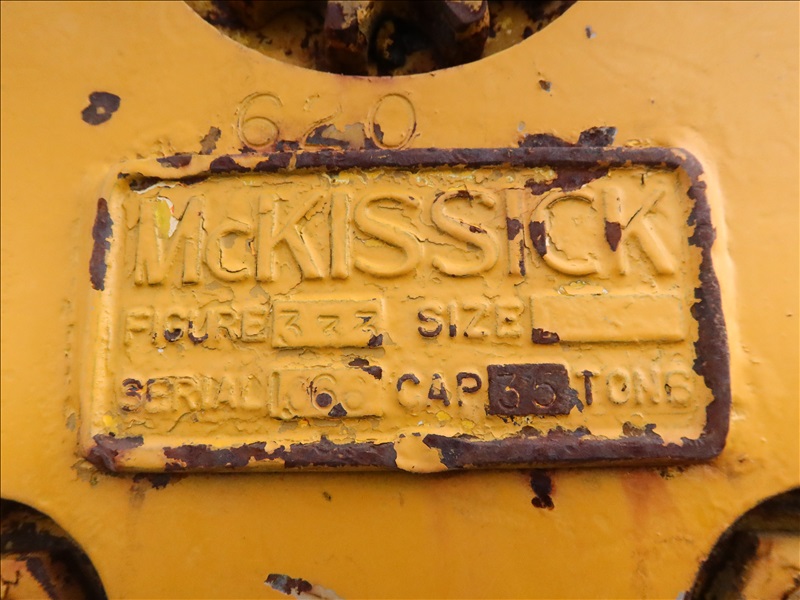 620
McKISSICK
FIGURE 333 SIZE
SERIAL CAP 35 TONS